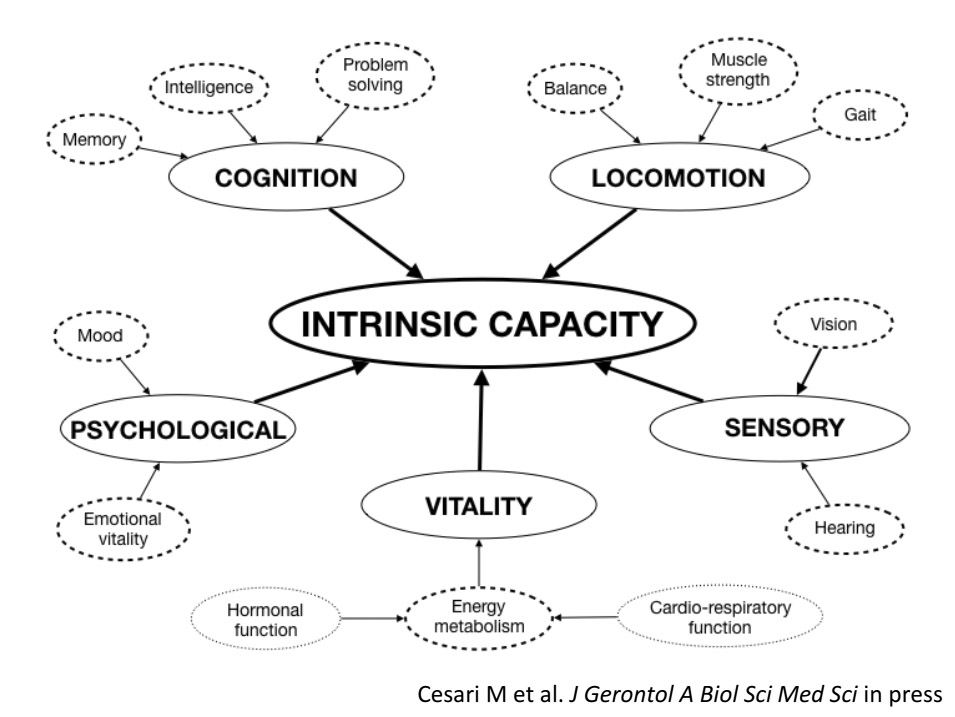 Problem
solving
Intelligence
Memory
COGNITION
Muscle
strength
Balance
Gait
LOCOMOTION
INTRINSIC CAPACITY
Mood
PSYCHOLOGICAL
Emotional
vitality
Vision
SENSORY
Hearing
VITALITY
Hormonal
function
Energy
metabolism
Cardio-respiratory
function
Cesari M et al. J Gerontol A Biol Sci Med Sci in press